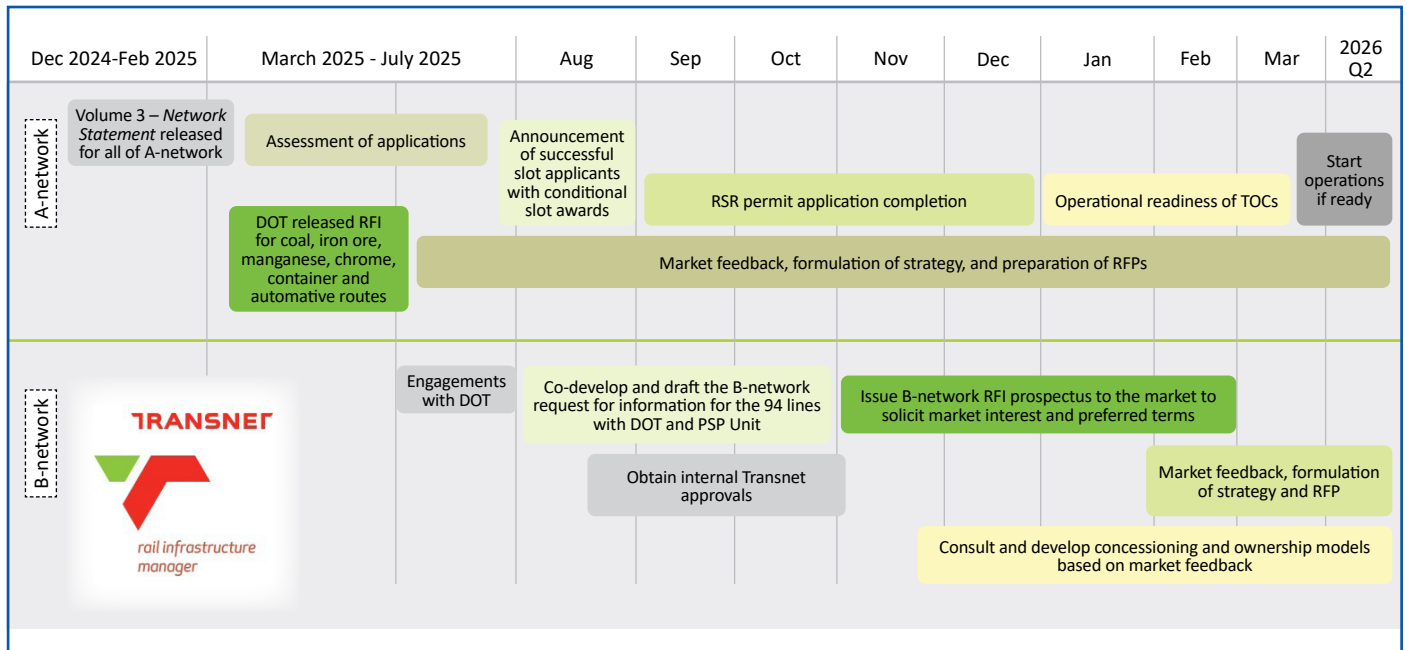 Dec 2024-Feb 2025
March 2025 - July 2025
Aug
Sep
Oct
Nov
Dec
Jan
Feb
Mar
2026
Q2
A-network
Volume 3 – Network
Statement released
for all of A-network
Assessment of applications
Announcement
of successful
slot applicants
with conditional
slot awards
RSR permit application completion
Operational readiness of TOCs
Start
operations
if ready
DOT released RFI
for coal, iron ore,
manganese, chrome,
container and
automative routes
Market feedback, formulation of strategy, and preparation of RFPs
B-network
TRANSNET
rail infrastructure
manager
Engagements
with DOT
Co-develop and draft the B-network
request for information for the 94 lines
with DOT and PSP Unit
Issue B-network RFI prospectus to the market to
solicit market interest and preferred terms
Obtain internal Transnet
approvals
Market feedback, formulation
of strategy and RFP
Consult and develop concessioning and ownership models
based on market feedback